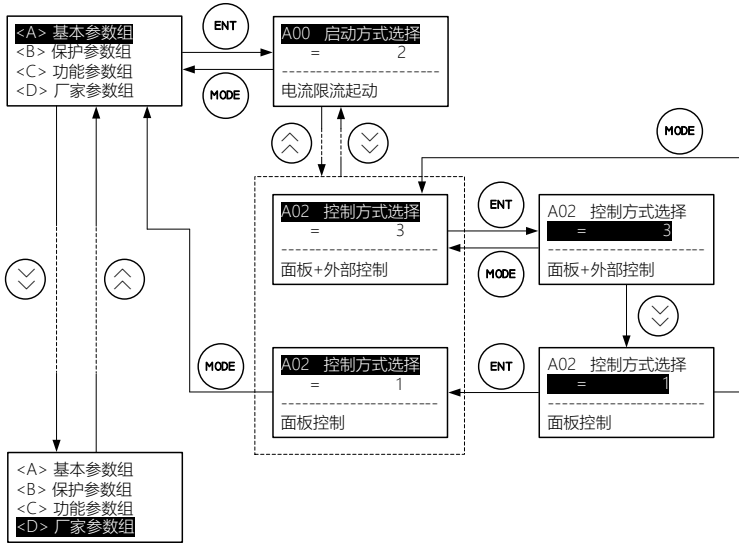 <A> 基本参数组
<B> 保护参数组
<C> 功能参数组
<D> 厂家参数组
ENT
MODE
A00 启动方式选择
= 2
电流限流起动
MODE
A02 控制方式选择
= 3
面板+外部控制
ENT
MODE
A02 控制方式选择
= 3
面板+外部控制
MODE
A02 控制方式选择
= 1
面板控制
ENT
A02 控制方式选择
= 1
面板控制
<A> 基本参数组
<B> 保护参数组
<C> 功能参数组
<D> 厂家参数组